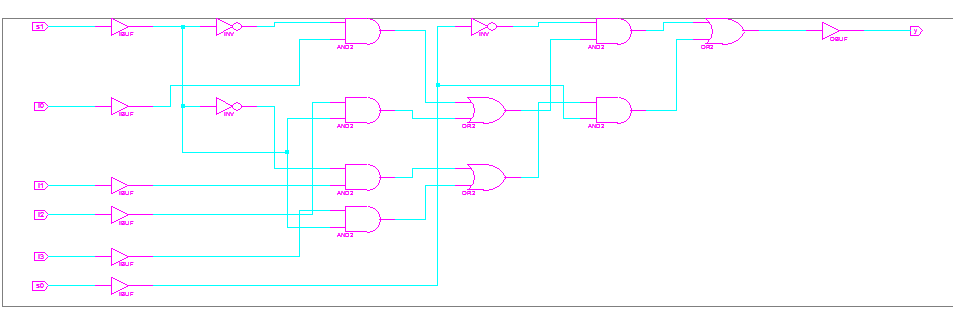 s1
IBUF
INV
AND2
INV
AND2
OR2
OBUF
y
i0
IBUF
INV
AND2
OR2
AND2
i1
IBUF
AND2
OR2
i2
IBUF
AND2
i3
IBUF
s0
IBUF